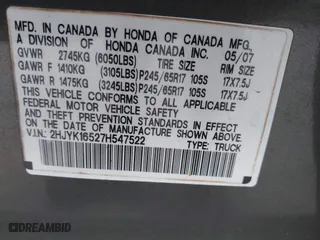 MFD. IN CANADA BY HONDA OF CANADA MFG.,
A DIVISION OF HONDA CANADA INC. 05/07
GVWR 2745KG (6050LBS) TIRE SIZE RIM SIZE
GAWR F 1410KG (3105LBS) P245/65R17 105S 17X7.5J
GAWR R 1475KG (3245LBS) P245/65R17 105S 17X7.5J
THIS VEHICLE CONFORMS TO ALL APPLICABLE
FEDERAL MOTOR VEHICLE SAFETY AND THEFT
PREVENTION STANDARDS IN EFFECT ON THE
DATE OF MANUFACTURE SHOWN ABOVE.
V.I.N: 2HJYK16527H547522 TYPE: TRUCK
DREAMBID